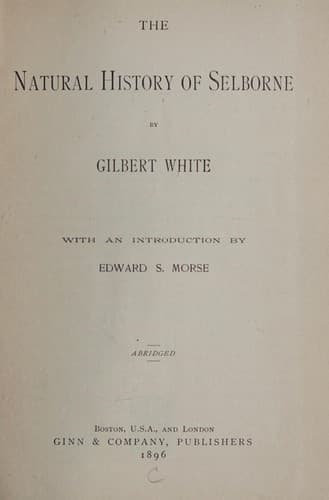 THE
NATURAL HISTORY OF SELBORNE
BY
GILBERT WHITE
WITH AN INTRODUCTION BY
EDWARD S. MORSE
ABRIDGED
BOSTON, U.S.A., AND LONDON
GINN & COMPANY, PUBLISHERS
1896
C